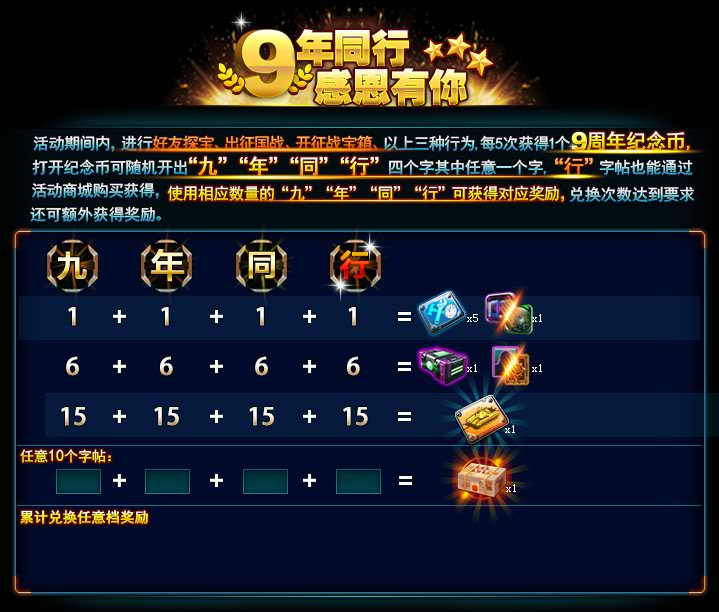 9年同行
感恩有你
活动期间内, 进行好友探宝、出征国战、开征战宝箱、以上三种行为, 每5次获得1个9周年纪念币,
打开纪念币可随机开出“九”“年”“同”“行”四个字其中任意一个字, “行”字帖也能通过
活动商城购买获得, 使用相应数量的“九”“年”“同”“行”可获得对应奖励, 兑换次数达到要求
还可额外获得奖励。
九 年 同 行
1 + 1 + 1 + 1 = x5 x1
6 + 6 + 6 + 6 = x1 x1
15 + 15 + 15 + 15 = x1
任意10个字帖:
+ + + = x1
累计兑换任意档奖励